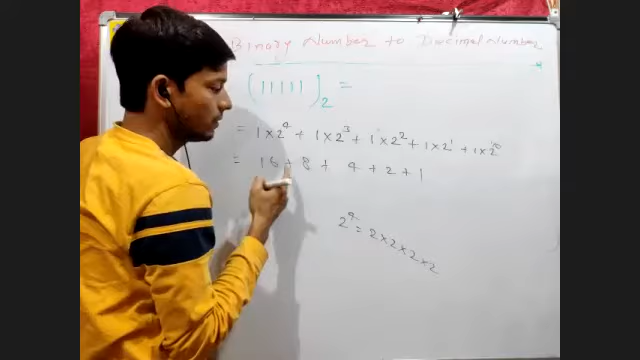 Binary Number to Decimal Number
(11111)₂ =
= 1×2⁴ + 1×2³ + 1×2² + 1×2¹ + 1×2⁰
= 16 + 8 + 4 + 2 + 1
2⁴ = 2×2×2×2